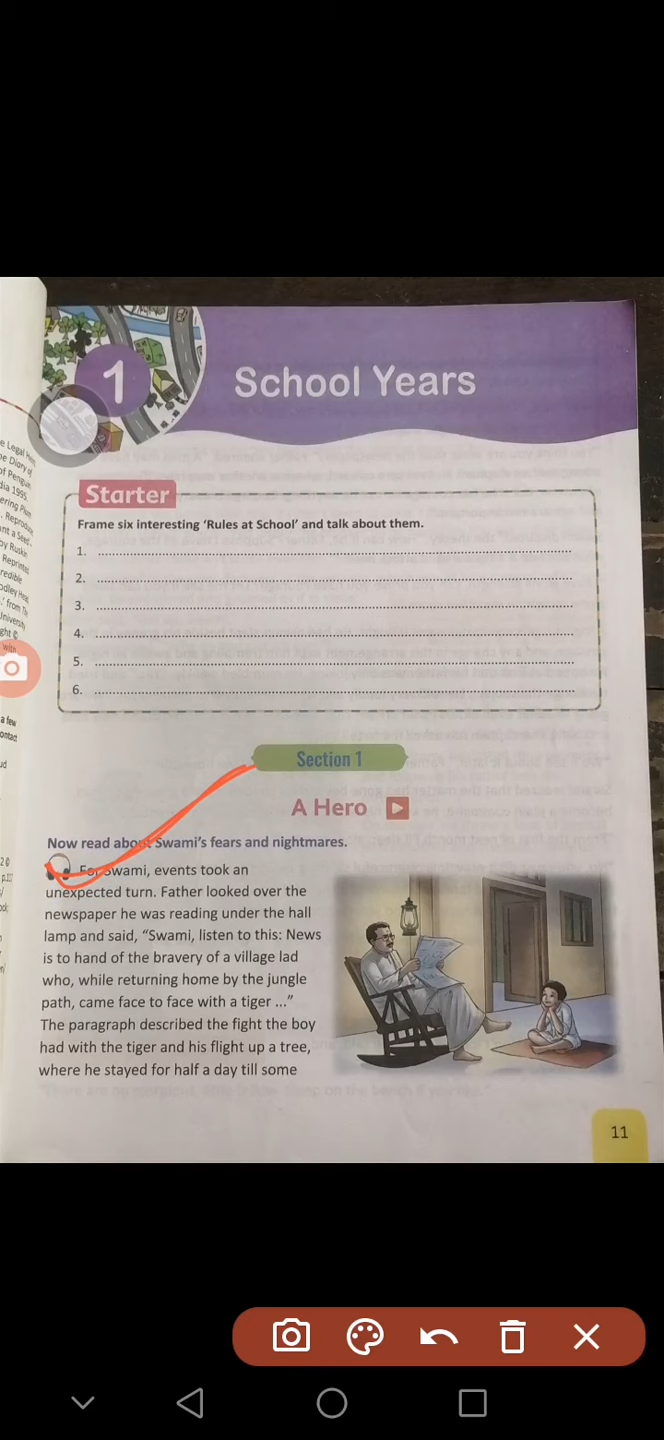 1
School Years
Starter
Frame six interesting ‘Rules at School’ and talk about them.
1.
2.
3.
4.
5.
6.
Section 1
A Hero
Now read about Swami’s fears and nightmares.
For Swami, events took an
unexpected turn. Father looked over the
newspaper he was reading under the hall
lamp and said, “Swami, listen to this: News
is to hand of the bravery of a village lad
who, while returning home by the jungle
path, came face to face with a tiger ...”
The paragraph described the fight the boy
had with the tiger and his flight up a tree,
where he stayed for half a day till some
11